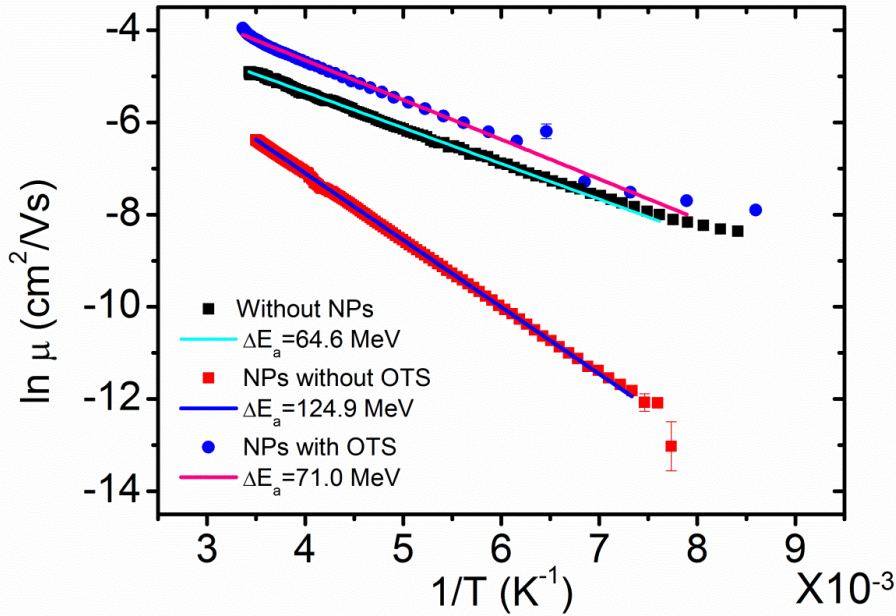 -4
-6
-8
-10
-12
-14
ln μ (cm²/Vs)
Without NPs
ΔEₐ=64.6 MeV
NPs without OTS
ΔEₐ=124.9 MeV
NPs with OTS
ΔEₐ=71.0 MeV
3 4 5 6 7 8 9
1/T (K⁻¹)
X10⁻³